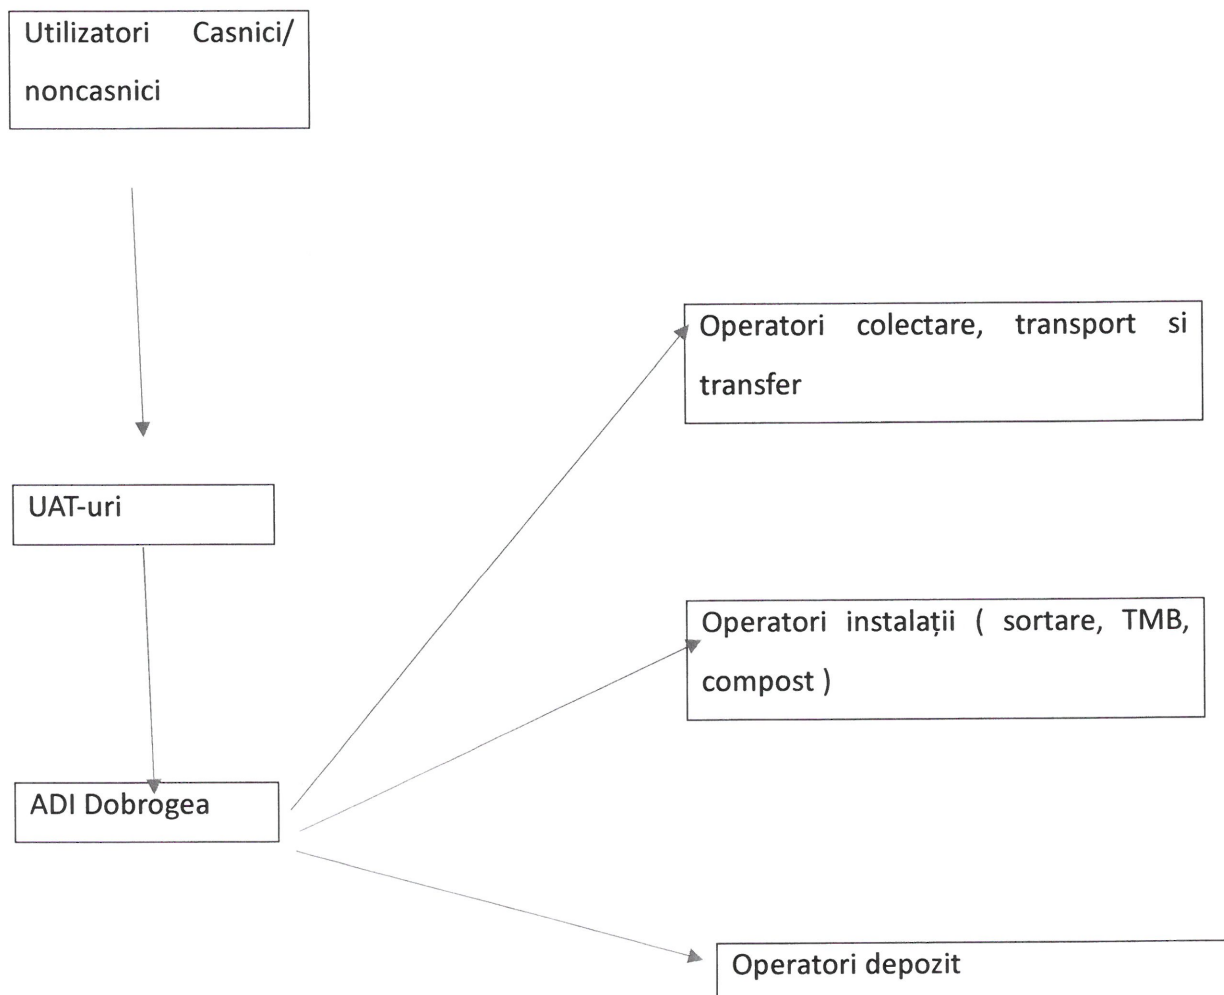 Utilizatori Casnici/
noncasnici
Operatori colectare, transport si
transfer
UAT-uri
Operatori instalații ( sortare, TMB,
compost )
ADI Dobrogea
Operatori depozit